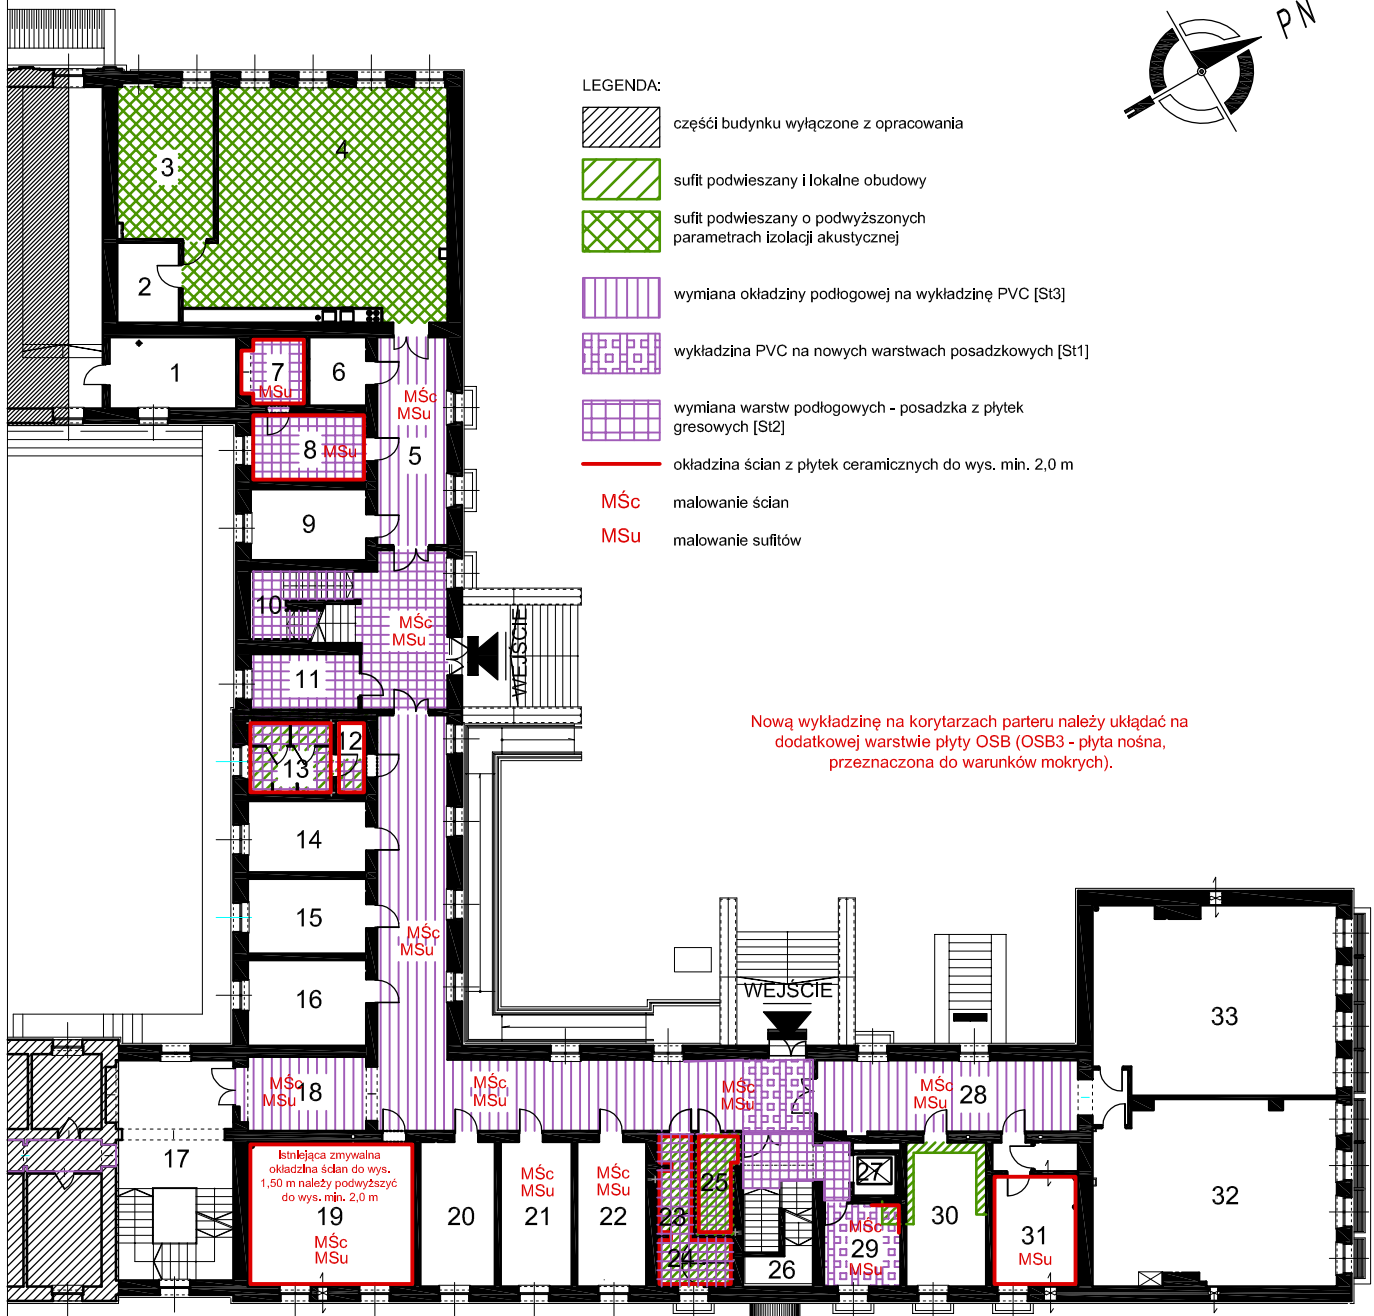 PN
LEGENDA:
częśći budynku wyłączone z opracowania
sufit podwieszany i lokalne obudowy
sufit podwieszany o podwyższonych
parametrach izolacji akustycznej
wymiana okładziny podłogowej na wykładzinę PVC [St3]
wykładzina PVC na nowych warstwach posadzkowych [St1]
wymiana warstw podłogowych - posadzka z płytek
gresowych [St2]
okładzina ścian z płytek ceramicznych do wys. min. 2,0 m
MŚc malowanie ścian
MSu malowanie sufitów
3
4
2
1
7
MSu
6
MŚc
MSu
5
8 MSu
9
10
MŚc
MSu
WEJŚCIE
11
12
13
Nową wykładzinę na korytarzach parteru należy układać na
dodatkowej warstwie płyty OSB (OSB3 - płyta nośna,
przeznaczona do warunków mokrych).
14
15
MŚc
MSu
16
WEJŚCIE
33
MŚc
MSu
18
MŚc
MSu
MŚc
MSu
MŚc
MSu
28
17
Istniejąca zmywalna
okładzina ścian do wys.
1,50 m należy podwyższyć
do wys. min. 2,0 m
19
MŚc
MSu
20
MŚc
MSu
21
MŚc
MSu
22
23
24
25
26
27
MŚc
29
MSu
30
31
MSu
32